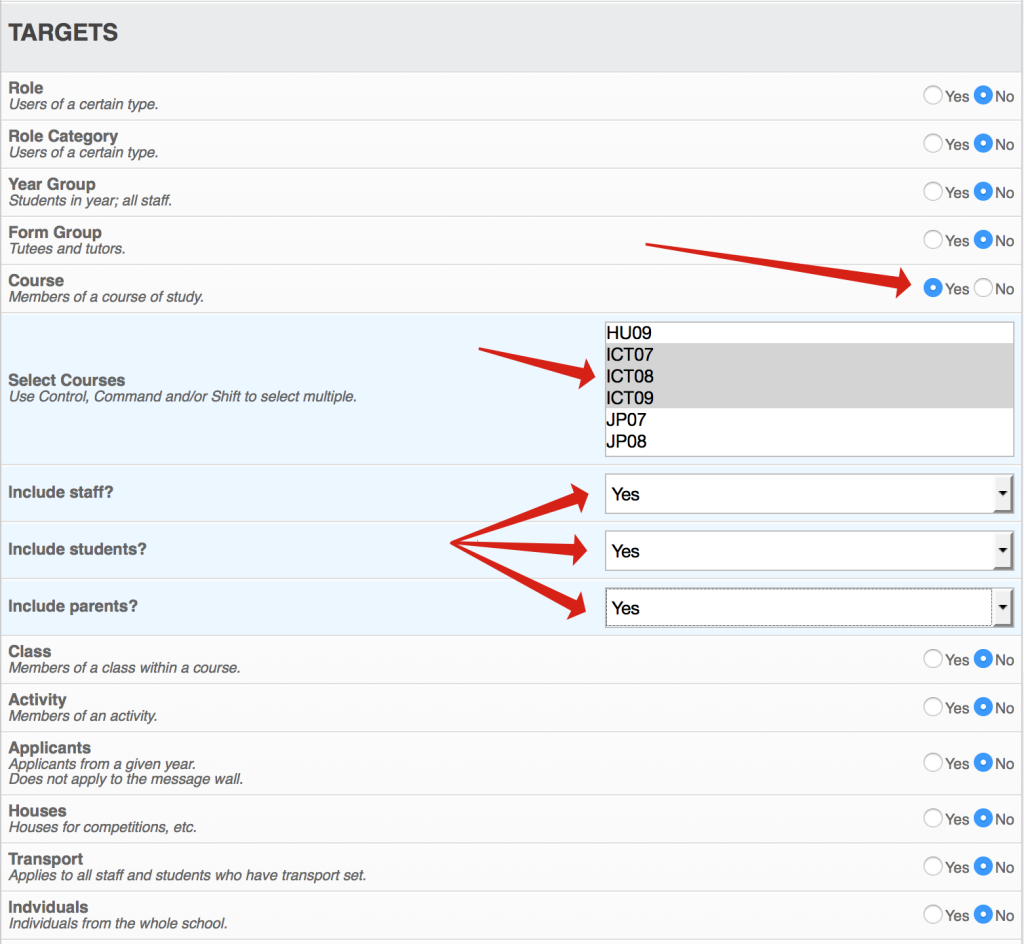 TARGETS
Role
Users of a certain type.
Yes No
Role Category
Users of a certain type.
Yes No
Year Group
Students in year; all staff.
Yes No
Form Group
Tutees and tutors.
Yes No
Course
Members of a course of study.
Yes No
Select Courses
Use Control, Command and/or Shift to select multiple.
HU09
ICT07
ICT08
ICT09
JP07
JP08
Include staff?
Yes
Include students?
Yes
Include parents?
Yes
Class
Members of a class within a course.
Yes No
Activity
Members of an activity.
Yes No
Applicants
Applicants from a given year.
Does not apply to the message wall.
Yes No
Houses
Houses for competitions, etc.
Yes No
Transport
Applies to all staff and students who have transport set.
Yes No
Indviduals
Individuals from the whole school.
Yes No